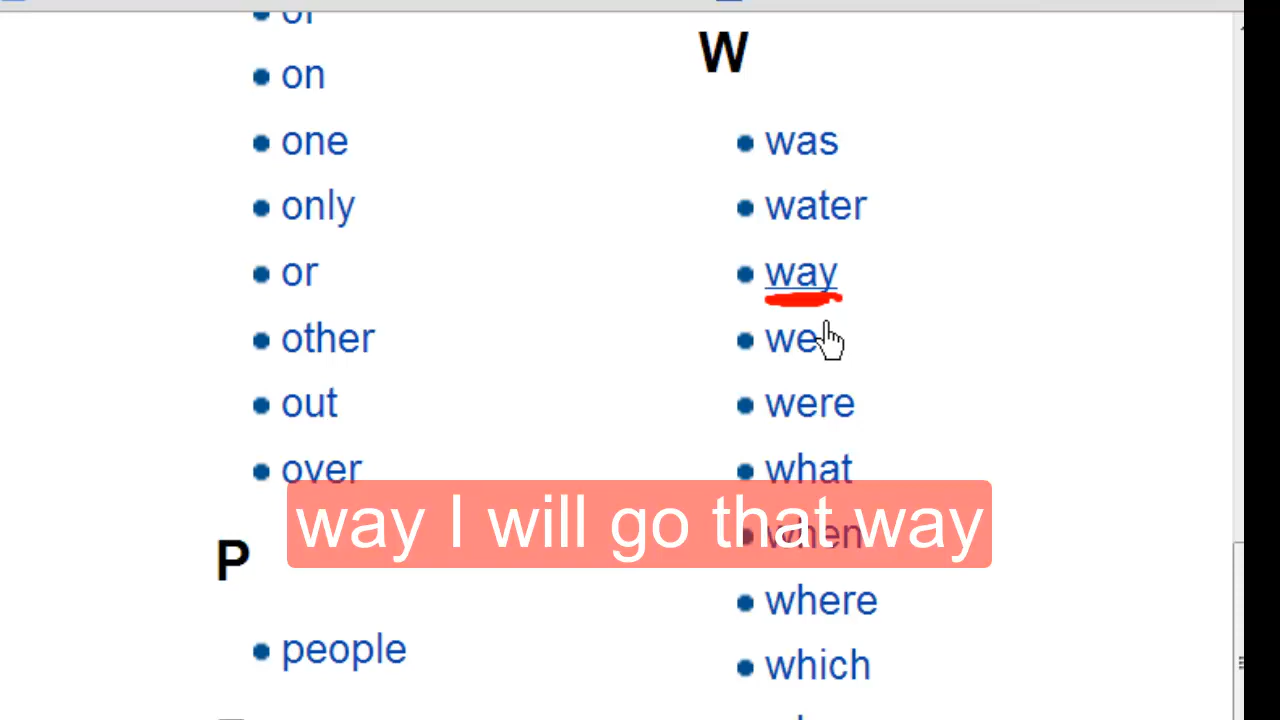 on
one
only
or
other
out
over
P
people
W
was
water
way
we
were
what
when
where
which
way I will go that way